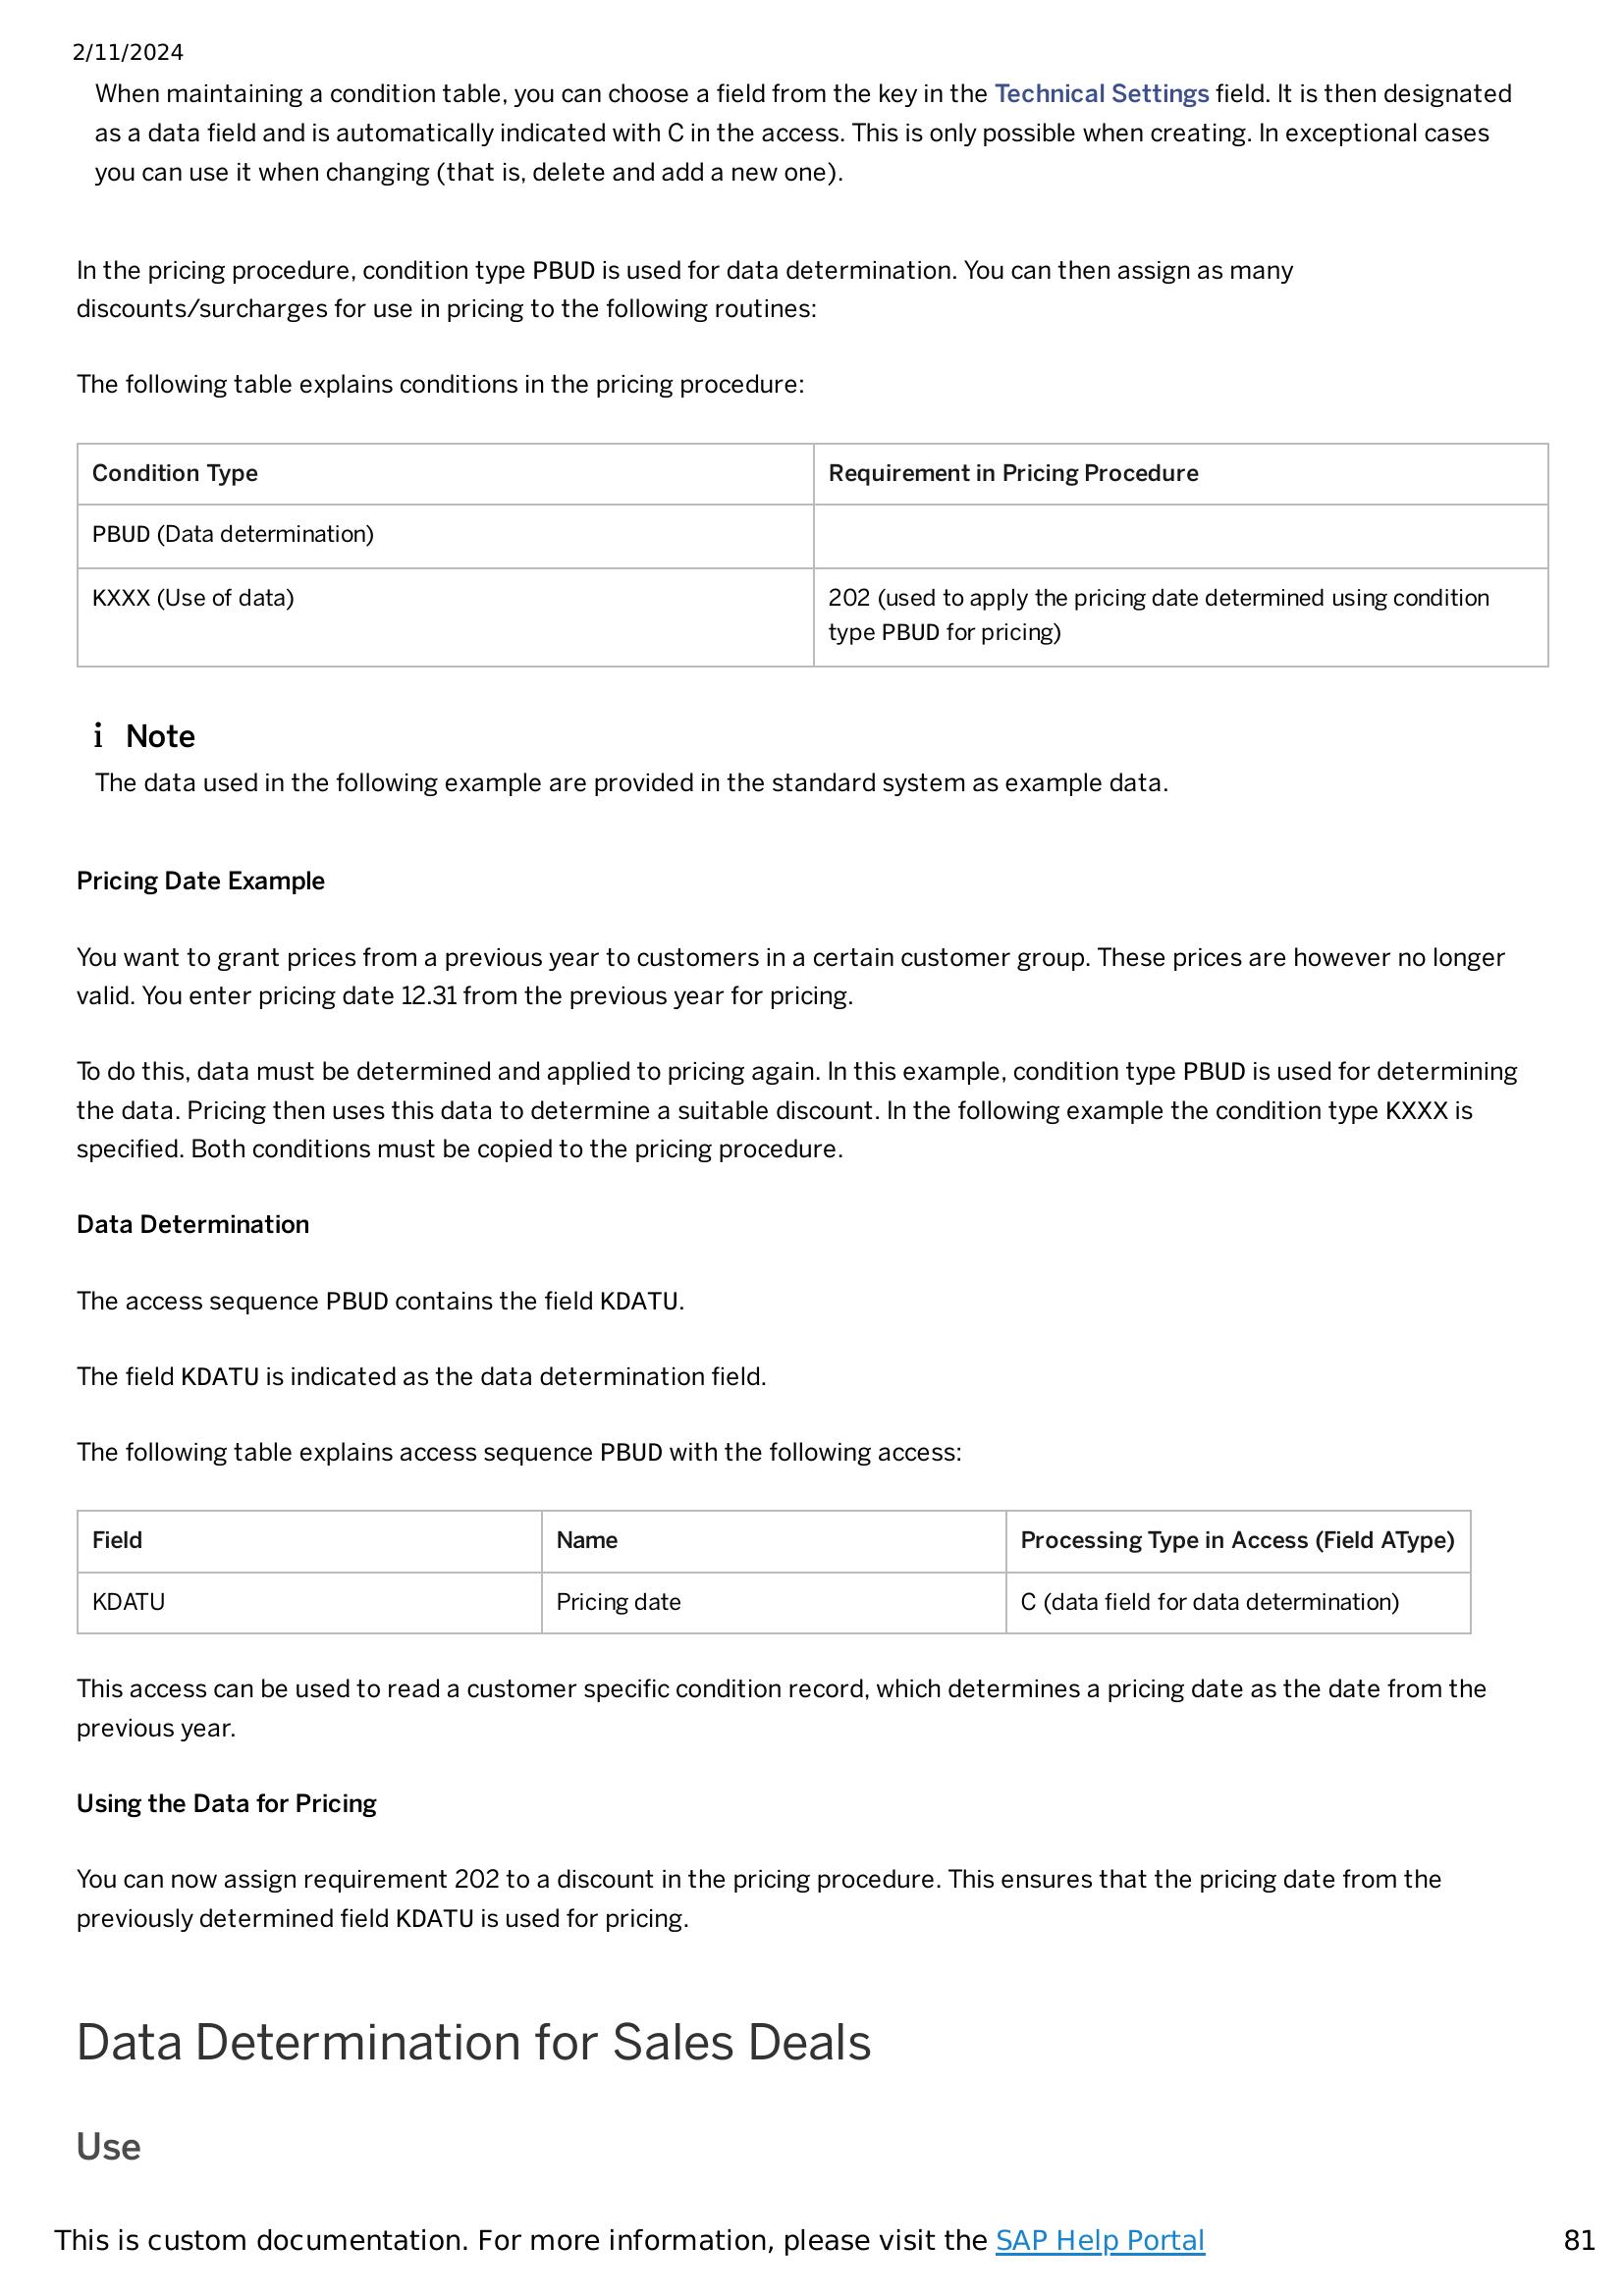 2/11/2024
When maintaining a condition table, you can choose a field from the key in the Technical Settings field. It is then designated
as a data field and is automatically indicated with C in the access. This is only possible when creating. In exceptional cases
you can use it when changing (that is, delete and add a new one).
In the pricing procedure, condition type PBUD is used for data determination. You can then assign as many
discounts/surcharges for use in pricing to the following routines:
The following table explains conditions in the pricing procedure:
Condition Type Requirement in Pricing Procedure
PBUD (Data determination)
KXXX (Use of data) 202 (used to apply the pricing date determined using condition
type PBUD for pricing)
i Note
The data used in the following example are provided in the standard system as example data.
Pricing Date Example
You want to grant prices from a previous year to customers in a certain customer group. These prices are however no longer
valid. You enter pricing date 12.31 from the previous year for pricing.
To do this, data must be determined and applied to pricing again. In this example, condition type PBUD is used for determining
the data. Pricing then uses this data to determine a suitable discount. In the following example the condition type KXXX is
specified. Both conditions must be copied to the pricing procedure.
Data Determination
The access sequence PBUD contains the field KDATU.
The field KDATU is indicated as the data determination field.
The following table explains access sequence PBUD with the following access:
Field Name Processing Type in Access (Field AType)
KDATU Pricing date C (data field for data determination)
This access can be used to read a customer specific condition record, which determines a pricing date as the date from the
previous year.
Using the Data for Pricing
You can now assign requirement 202 to a discount in the pricing procedure. This ensures that the pricing date from the
previously determined field KDATU is used for pricing.
Data Determination for Sales Deals
Use
This is custom documentation. For more information, please visit the SAP Help Portal 81